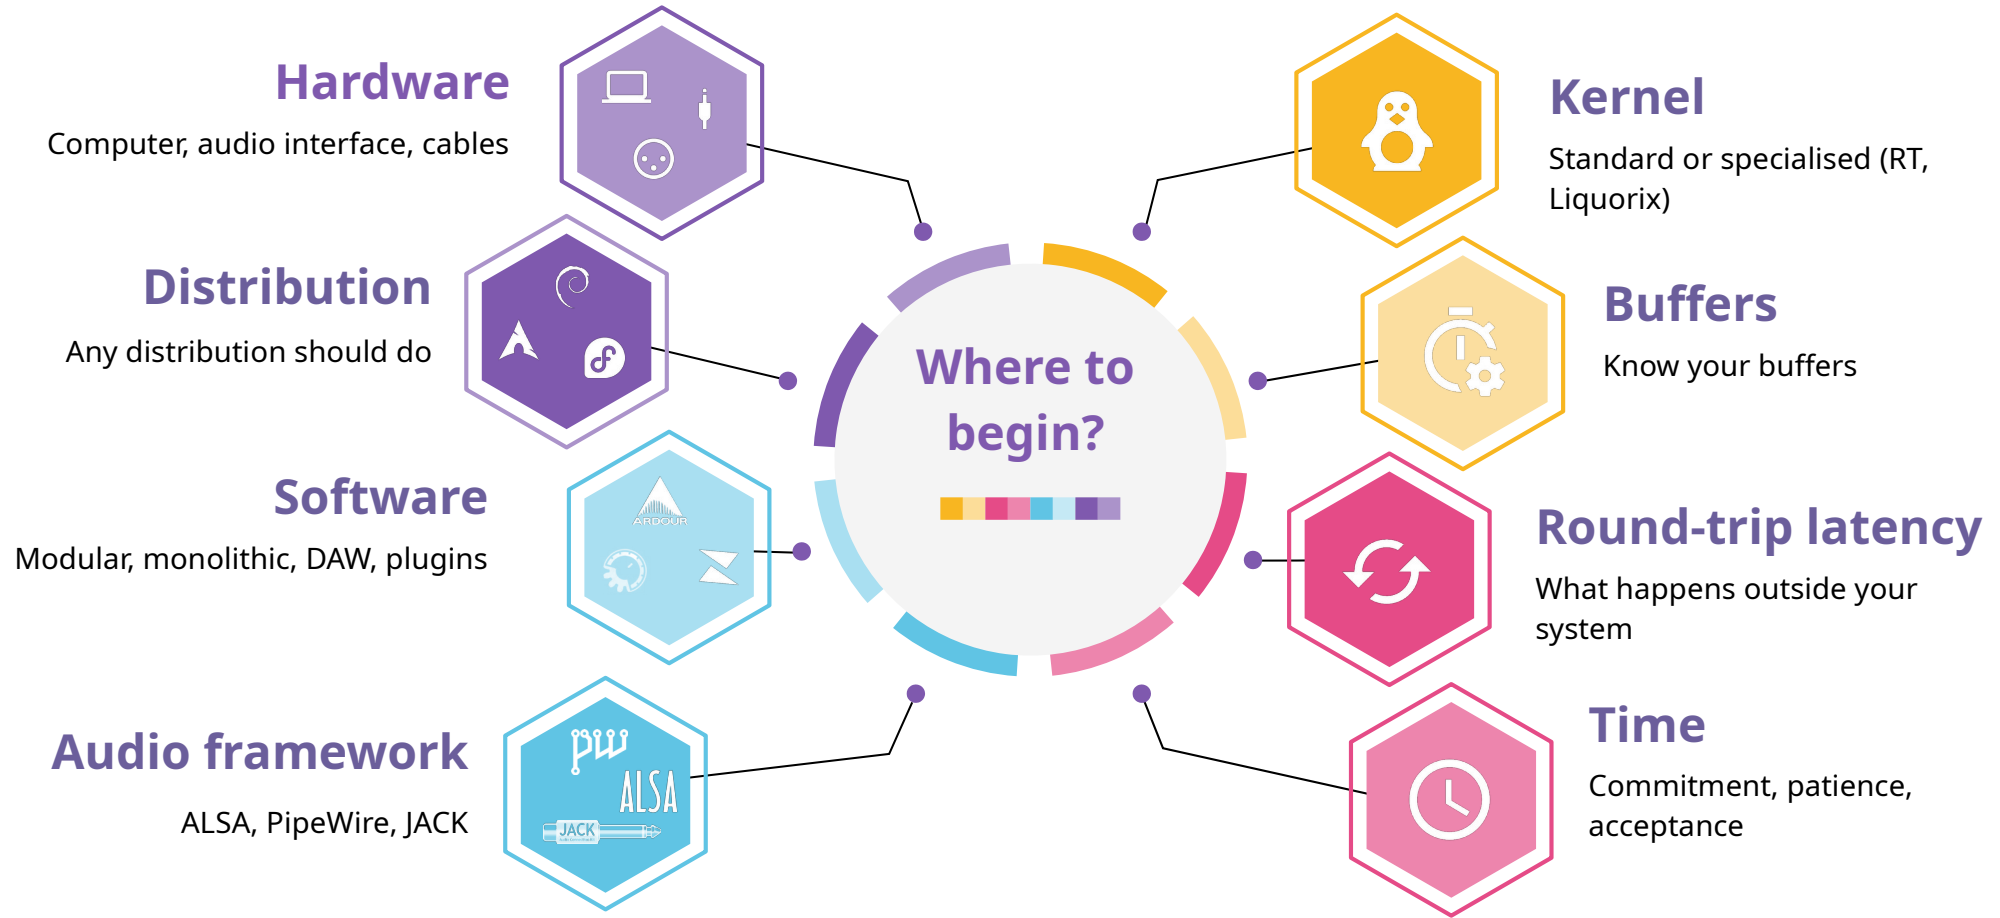 Hardware
Computer, audio interface, cables
Distribution
Any distribution should do
Software
Modular, monolithic, DAW, plugins
ARDOUR
Audio framework
ALSA, PipeWire, JACK
pw
ALSA
JACK
Where to
begin?
Kernel
Standard or specialised (RT,
Liquorix)
Buffers
Know your buffers
Round-trip latency
What happens outside your
system
Time
Commitment, patience,
acceptance